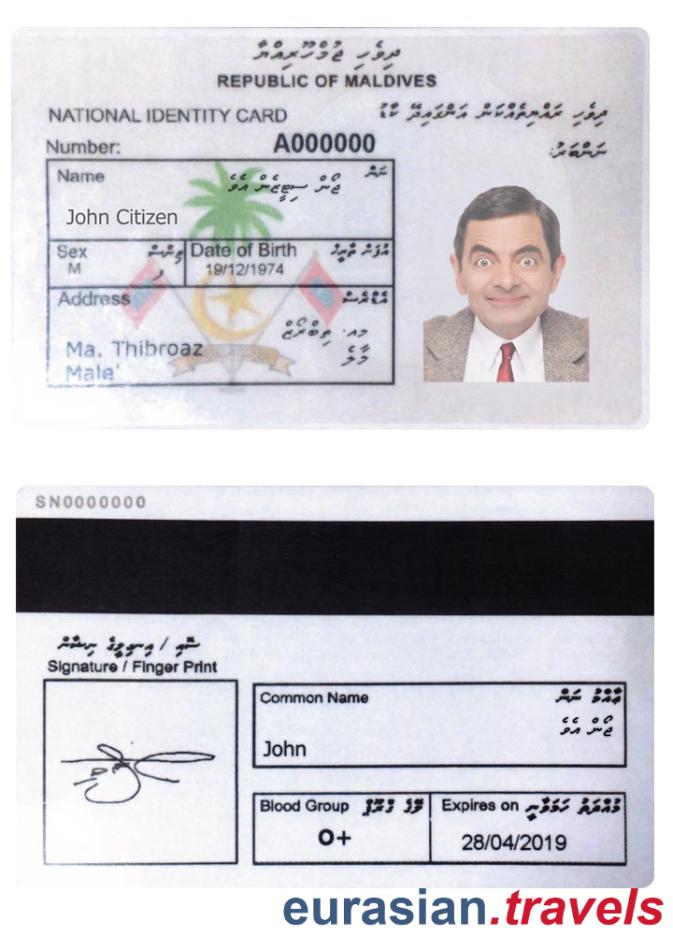 ދިވެހި ޖުމްހޫރިއްޔާ
REPUBLIC OF MALDIVES
NATIONAL IDENTITY CARD ދިވެހި ރައްޔިތެއްކަން އަންގައިދޭ ކާޑު
Number: A000000 ނަންބަރު:
Name ނަން
ޖޯން ސިޓިޒެން އެވެ
John Citizen
Sex ޖިންސު Date of Birth އުފަން ތާރީޚު
M 19/12/1974
Address އެޑްރެސް
މއ. ތިބްރޯޒް
Ma. Thibroaz މާލެ
Male'
SN0000000
ސޮއި / އިނގިލީގެ ނިޝާން
Signature / Finger Print
Common Name ޢާއްމު ނަން
ޖޯން އެވެ
John
Blood Group ލޭގެ ގްރޫޕް Expires on މުއްދަތު ހަމަވާނީ
O+ 28/04/2019
eurasian.travels